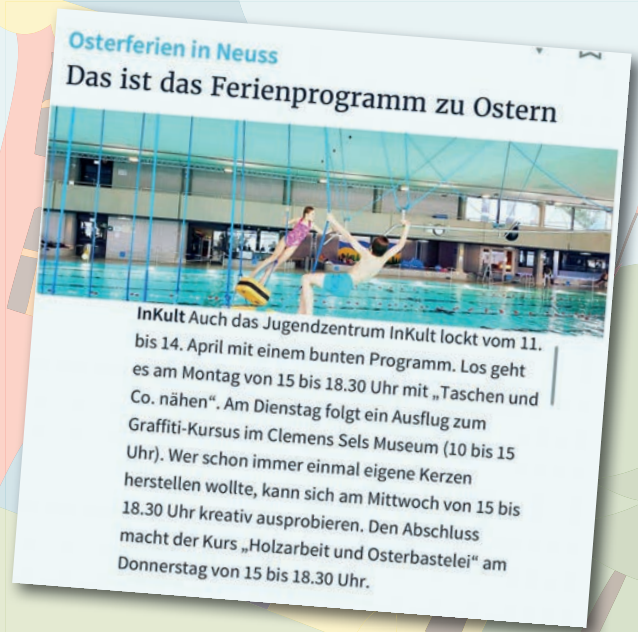 Osterferien in Neuss
Das ist das Ferienprogramm zu Ostern
InKult Auch das Jugendzentrum InKult lockt vom 11.
bis 14. April mit einem bunten Programm. Los geht
es am Montag von 15 bis 18.30 Uhr mit „Taschen und
Co. nähen“. Am Dienstag folgt ein Ausflug zum
Graffiti-Kursus im Clemens Sels Museum (10 bis 15
Uhr). Wer schon immer einmal eigene Kerzen
herstellen wollte, kann sich am Mittwoch von 15 bis
18.30 Uhr kreativ ausprobieren. Den Abschluss
macht der Kurs „Holzarbeit und Osterbastelei“ am
Donnerstag von 15 bis 18.30 Uhr.